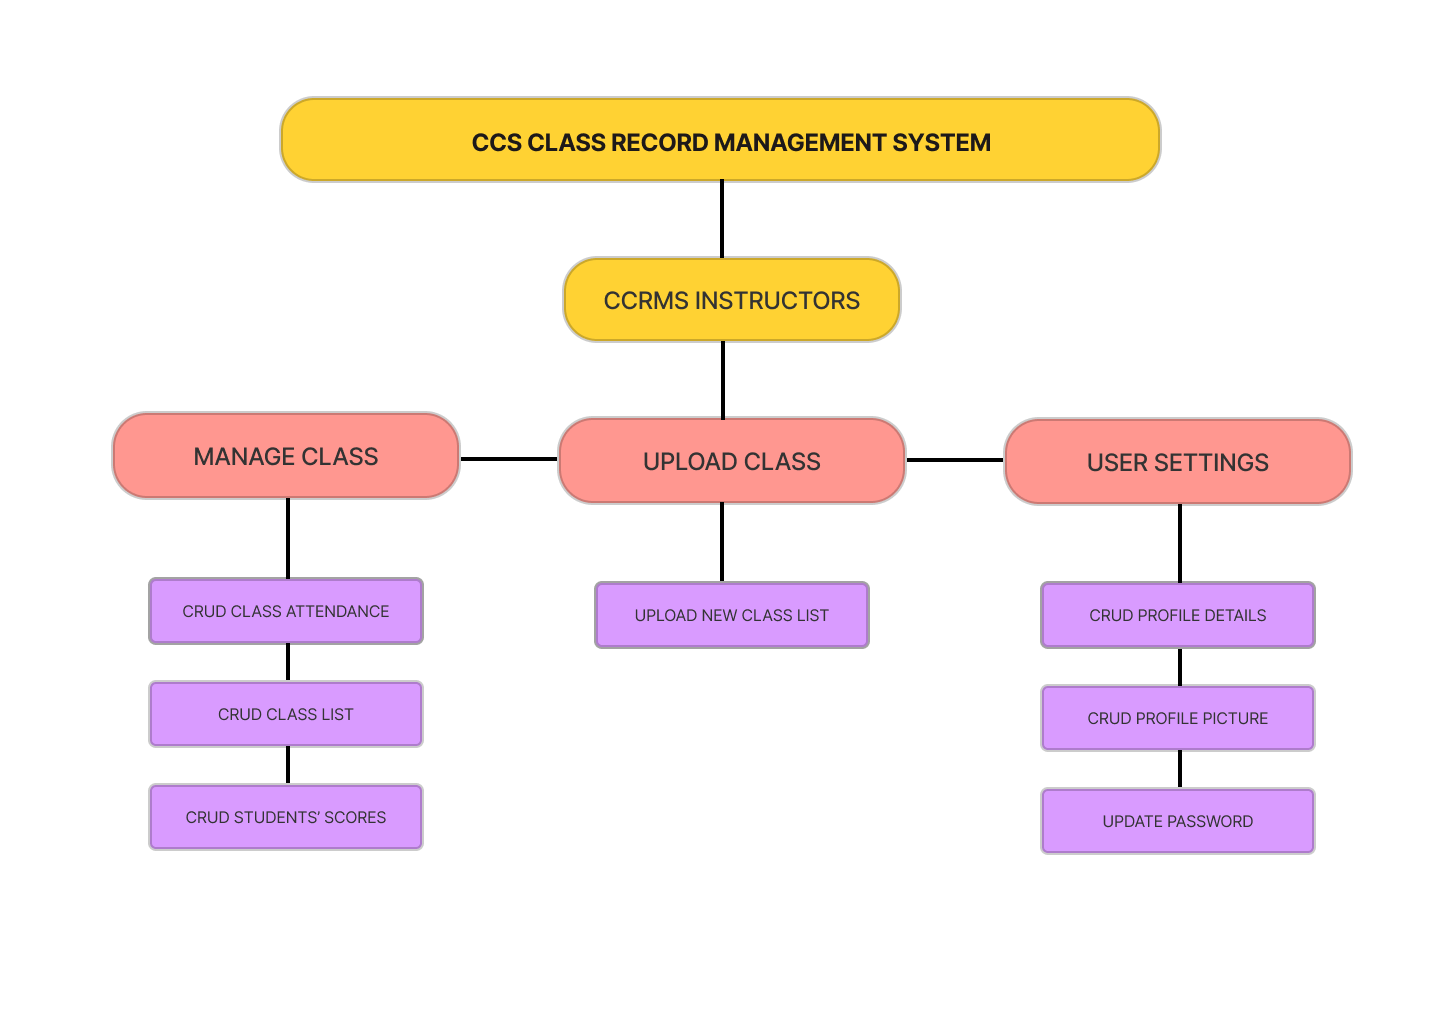 CCS CLASS RECORD MANAGEMENT SYSTEM
CCRMS INSTRUCTORS
MANAGE CLASS
UPLOAD CLASS
USER SETTINGS
CRUD CLASS ATTENDANCE
UPLOAD NEW CLASS LIST
CRUD PROFILE DETAILS
CRUD CLASS LIST
CRUD PROFILE PICTURE
CRUD STUDENTS’ SCORES
UPDATE PASSWORD